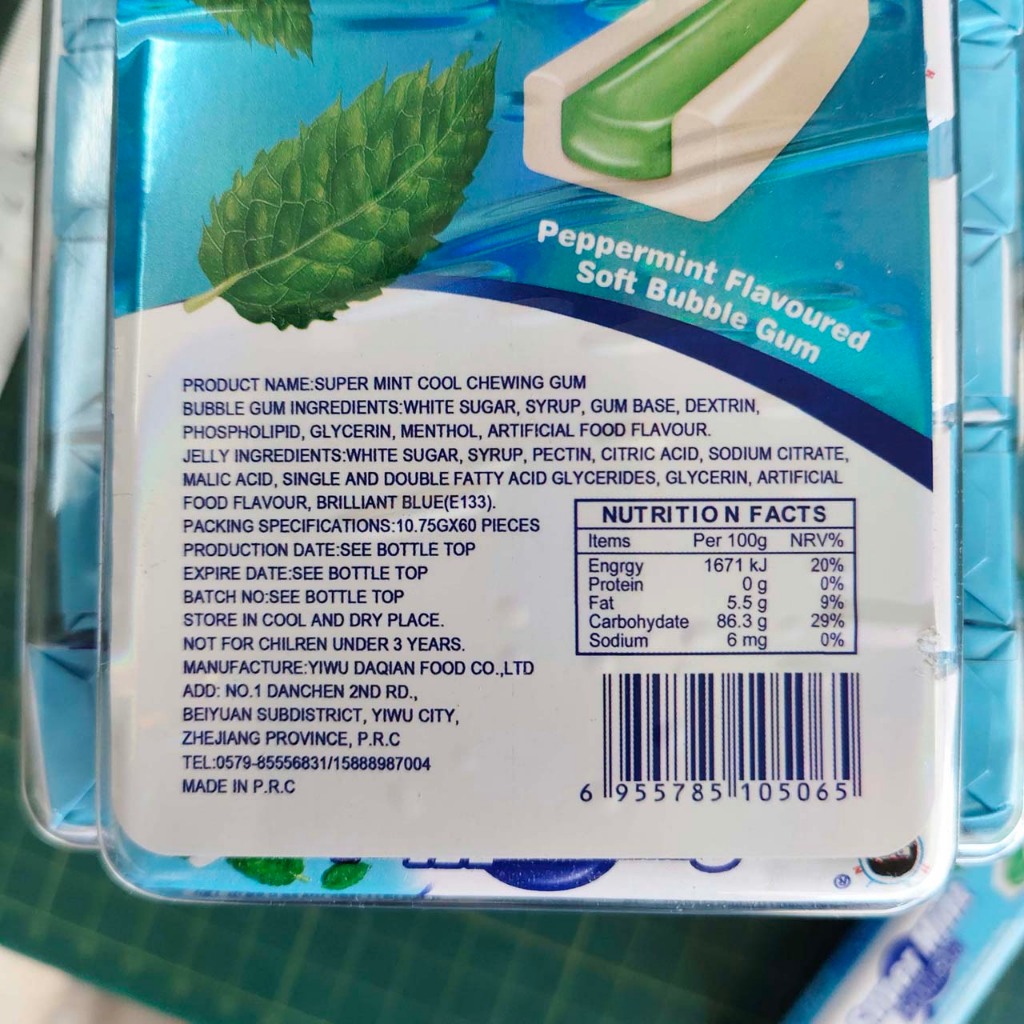 Peppermint Flavoured
Soft Bubble Gum
PRODUCT NAME:SUPER MINT COOL CHEWING GUM
BUBBLE GUM INGREDIENTS:WHITE SUGAR, SYRUP, GUM BASE, DEXTRIN,
PHOSPHOLIPID, GLYCERIN, MENTHOL, ARTIFICIAL FOOD FLAVOUR.
JELLY INGREDIENTS:WHITE SUGAR, SYRUP, PECTIN, CITRIC ACID, SODIUM CITRATE,
MALIC ACID, SINGLE AND DOUBLE FATTY ACID GLYCERIDES, GLYCERIN, ARTIFICIAL
FOOD FLAVOUR, BRILLIANT BLUE(E133).
PACKING SPECIFICATIONS:10.75GX60 PIECES
PRODUCTION DATE:SEE BOTTLE TOP
EXPIRE DATE:SEE BOTTLE TOP
BATCH NO:SEE BOTTLE TOP
STORE IN COOL AND DRY PLACE.
NOT FOR CHILREN UNDER 3 YEARS.
MANUFACTURE:YIWU DAQIAN FOOD CO.,LTD
ADD: NO.1 DANCHEN 2ND RD.,
BEIYUAN SUBDISTRICT, YIWU CITY,
ZHEJIANG PROVINCE, P.R.C
TEL:0579-85556831/15888987004
MADE IN P.R.C
NUTRITION FACTS
Items Per 100g NRV%
Engrgy 1671 kJ 20%
Protein 0 g 0%
Fat 5.5 g 9%
Carbohydate 86.3 g 29%
Sodium 6 mg 0%
6 955785 105065
®